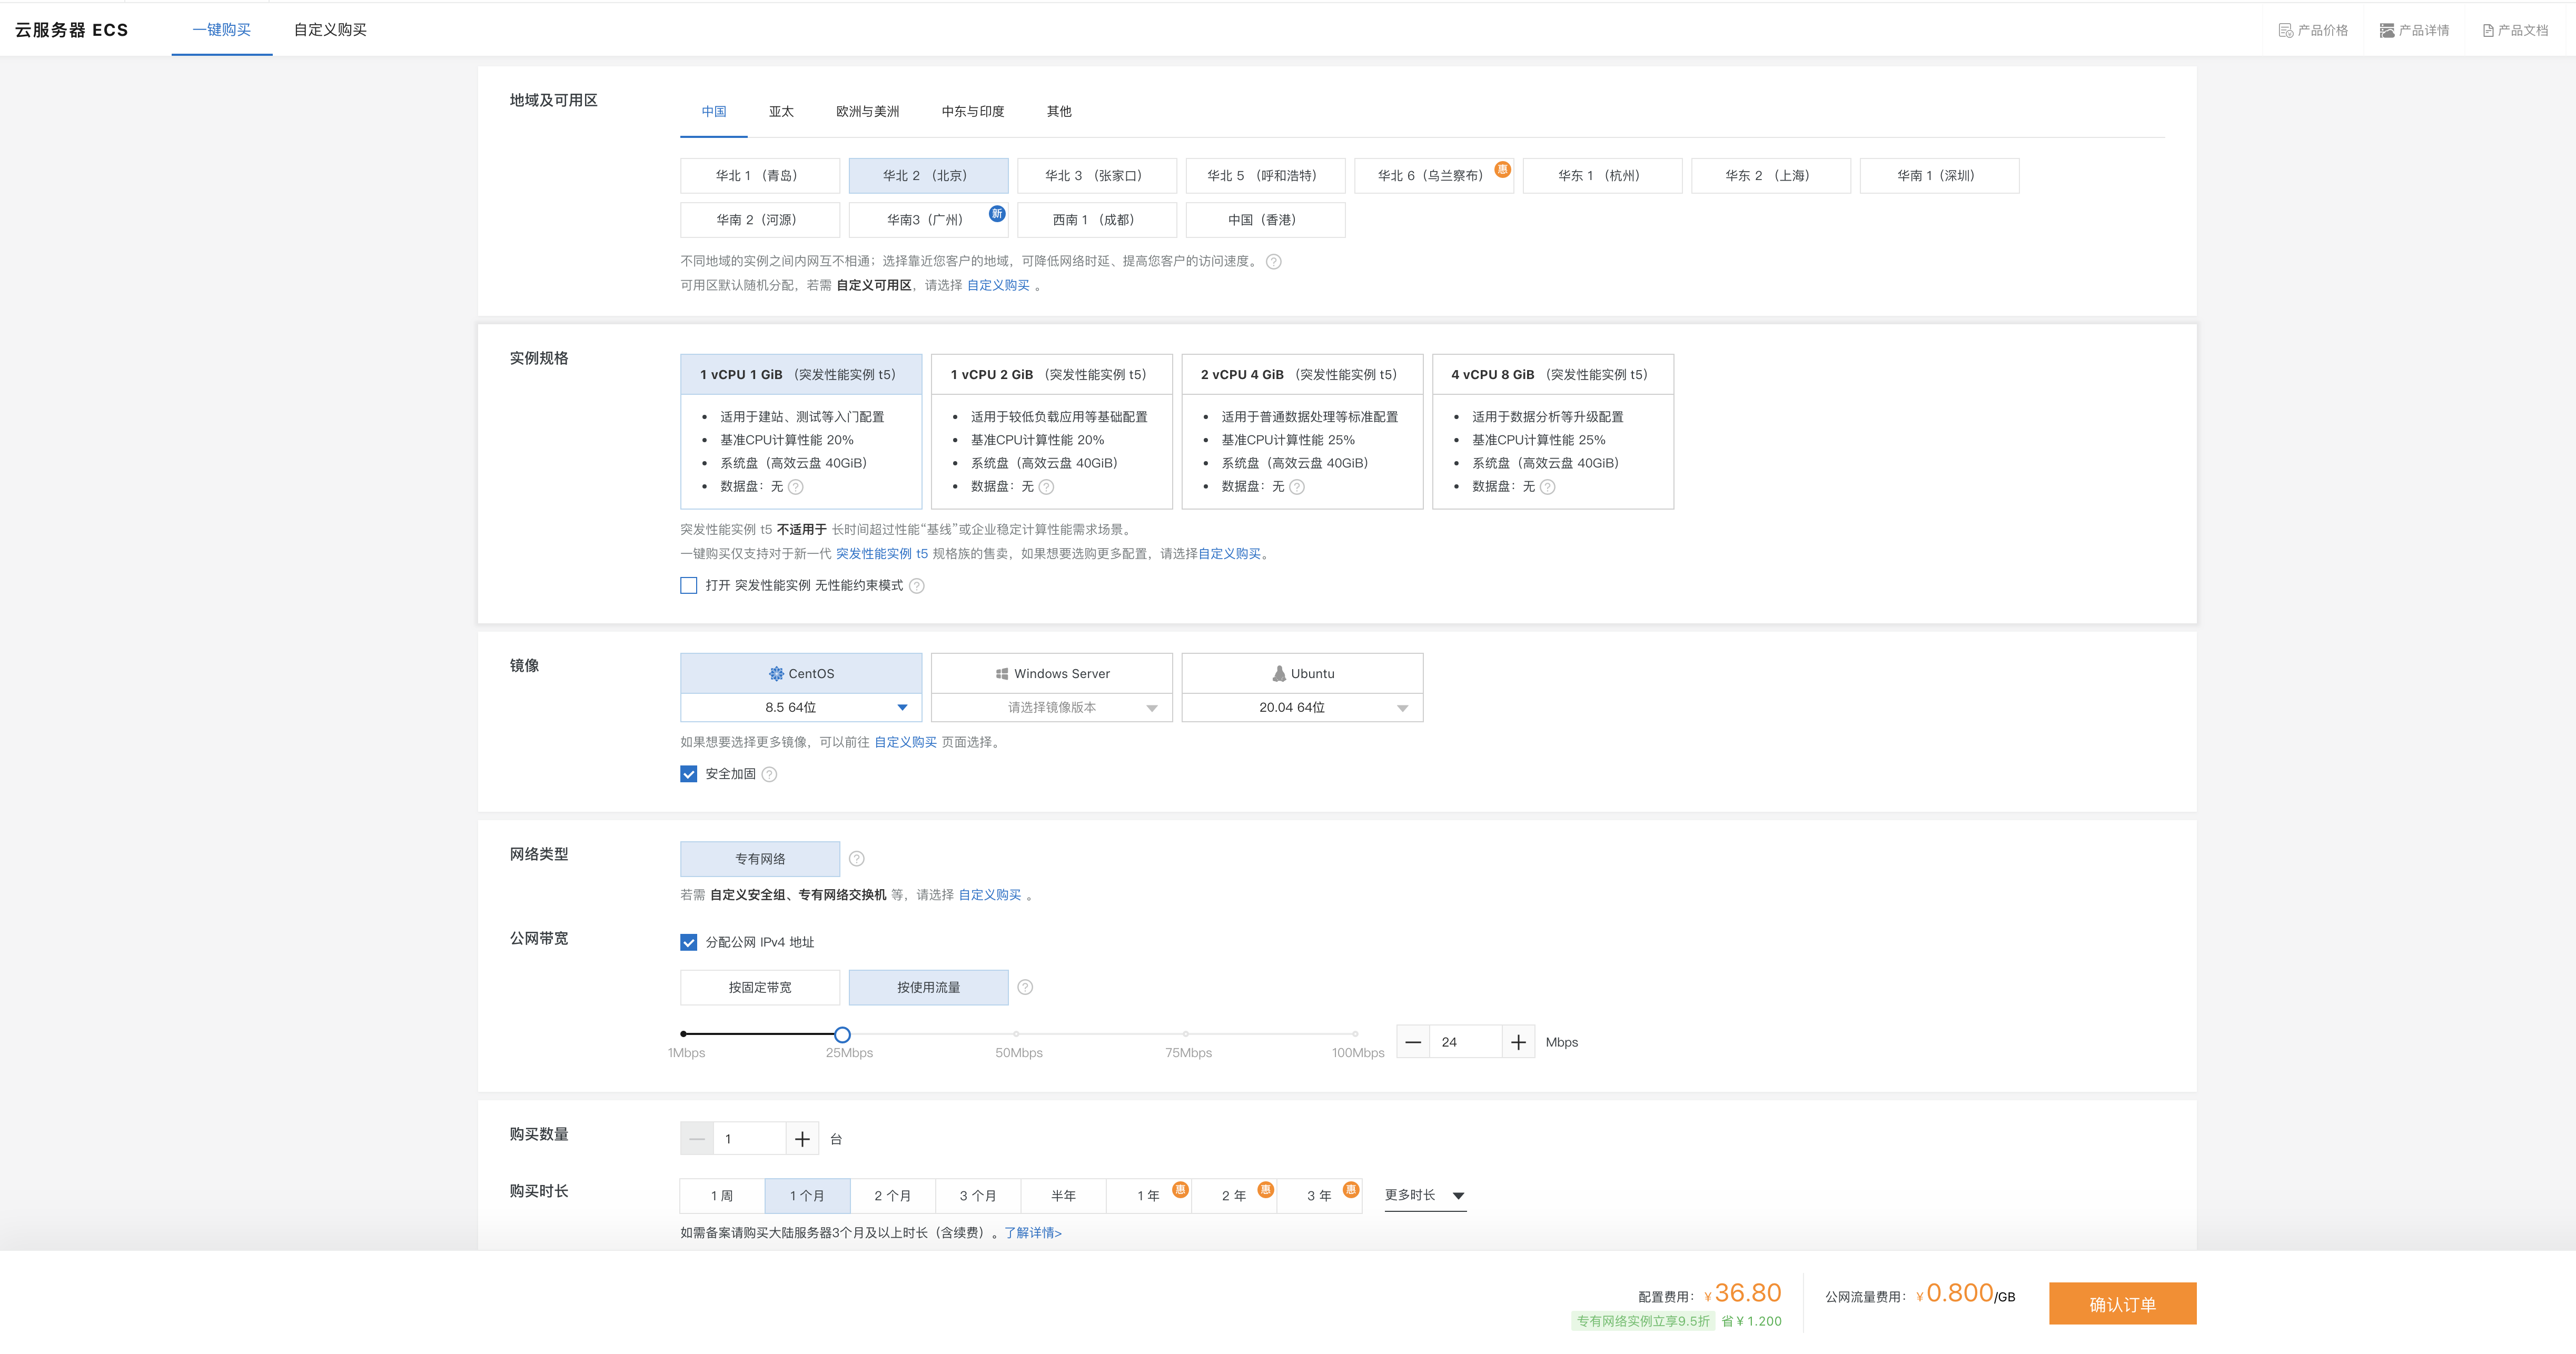 云服务器 ECS
一键购买
自定义购买
产品价格
产品详情
产品文档
地域及可用区
中国
亚太
欧洲与美洲
中东与印度
其他
华北 1 （青岛）
华北 2 （北京）
华北 3 （张家口）
华北 5 （呼和浩特）
华北 6（乌兰察布）
惠
华东 1 （杭州）
华东 2 （上海）
华南 1（深圳）
华南 2（河源）
华南3（广州）
新
西南 1 （成都）
中国（香港）
不同地域的实例之间内网互不相通；选择靠近您客户的地域，可降低网络时延、提高您客户的访问速度。 ?
可用区默认随机分配，若需 自定义可用区，请选择 自定义购买 。
实例规格
1 vCPU 1 GiB （突发性能实例 t5）
• 适用于建站、测试等入门配置
• 基准CPU计算性能 20%
• 系统盘（高效云盘 40GiB）
• 数据盘：无 ?
1 vCPU 2 GiB （突发性能实例 t5）
• 适用于较低负载应用等基础配置
• 基准CPU计算性能 20%
• 系统盘（高效云盘 40GiB）
• 数据盘：无 ?
2 vCPU 4 GiB （突发性能实例 t5）
• 适用于普通数据处理等标准配置
• 基准CPU计算性能 25%
• 系统盘（高效云盘 40GiB）
• 数据盘：无 ?
4 vCPU 8 GiB （突发性能实例 t5）
• 适用于数据分析等升级配置
• 基准CPU计算性能 25%
• 系统盘（高效云盘 40GiB）
• 数据盘：无 ?
突发性能实例 t5 不适用于 长时间超过性能“基线”或企业稳定计算性能需求场景。
一键购买仅支持对于新一代 突发性能实例 t5 规格族的售卖，如果想要选购更多配置，请选择自定义购买。
打开 突发性能实例 无性能约束模式 ?
镜像
CentOS
8.5 64位
Windows Server
请选择镜像版本
Ubuntu
20.04 64位
如果想要选择更多镜像，可以前往 自定义购买 页面选择。
安全加固 ?
网络类型
专有网络 ?
若需 自定义安全组、专有网络交换机 等，请选择 自定义购买 。
公网带宽
分配公网 IPv4 地址
按固定带宽
按使用流量 ?
1Mbps
25Mbps
50Mbps
75Mbps
100Mbps
— 24 + Mbps
购买数量
— 1 + 台
购买时长
1 周
1 个月
2 个月
3 个月
半年
1 年
惠
2 年
惠
3 年
惠
更多时长
如需备案请购买大陆服务器3个月及以上时长（含续费）。了解详情>
配置费用：¥36.80
公网流量费用：¥0.800/GB
确认订单
专有网络实例立享9.5折 省¥1.200